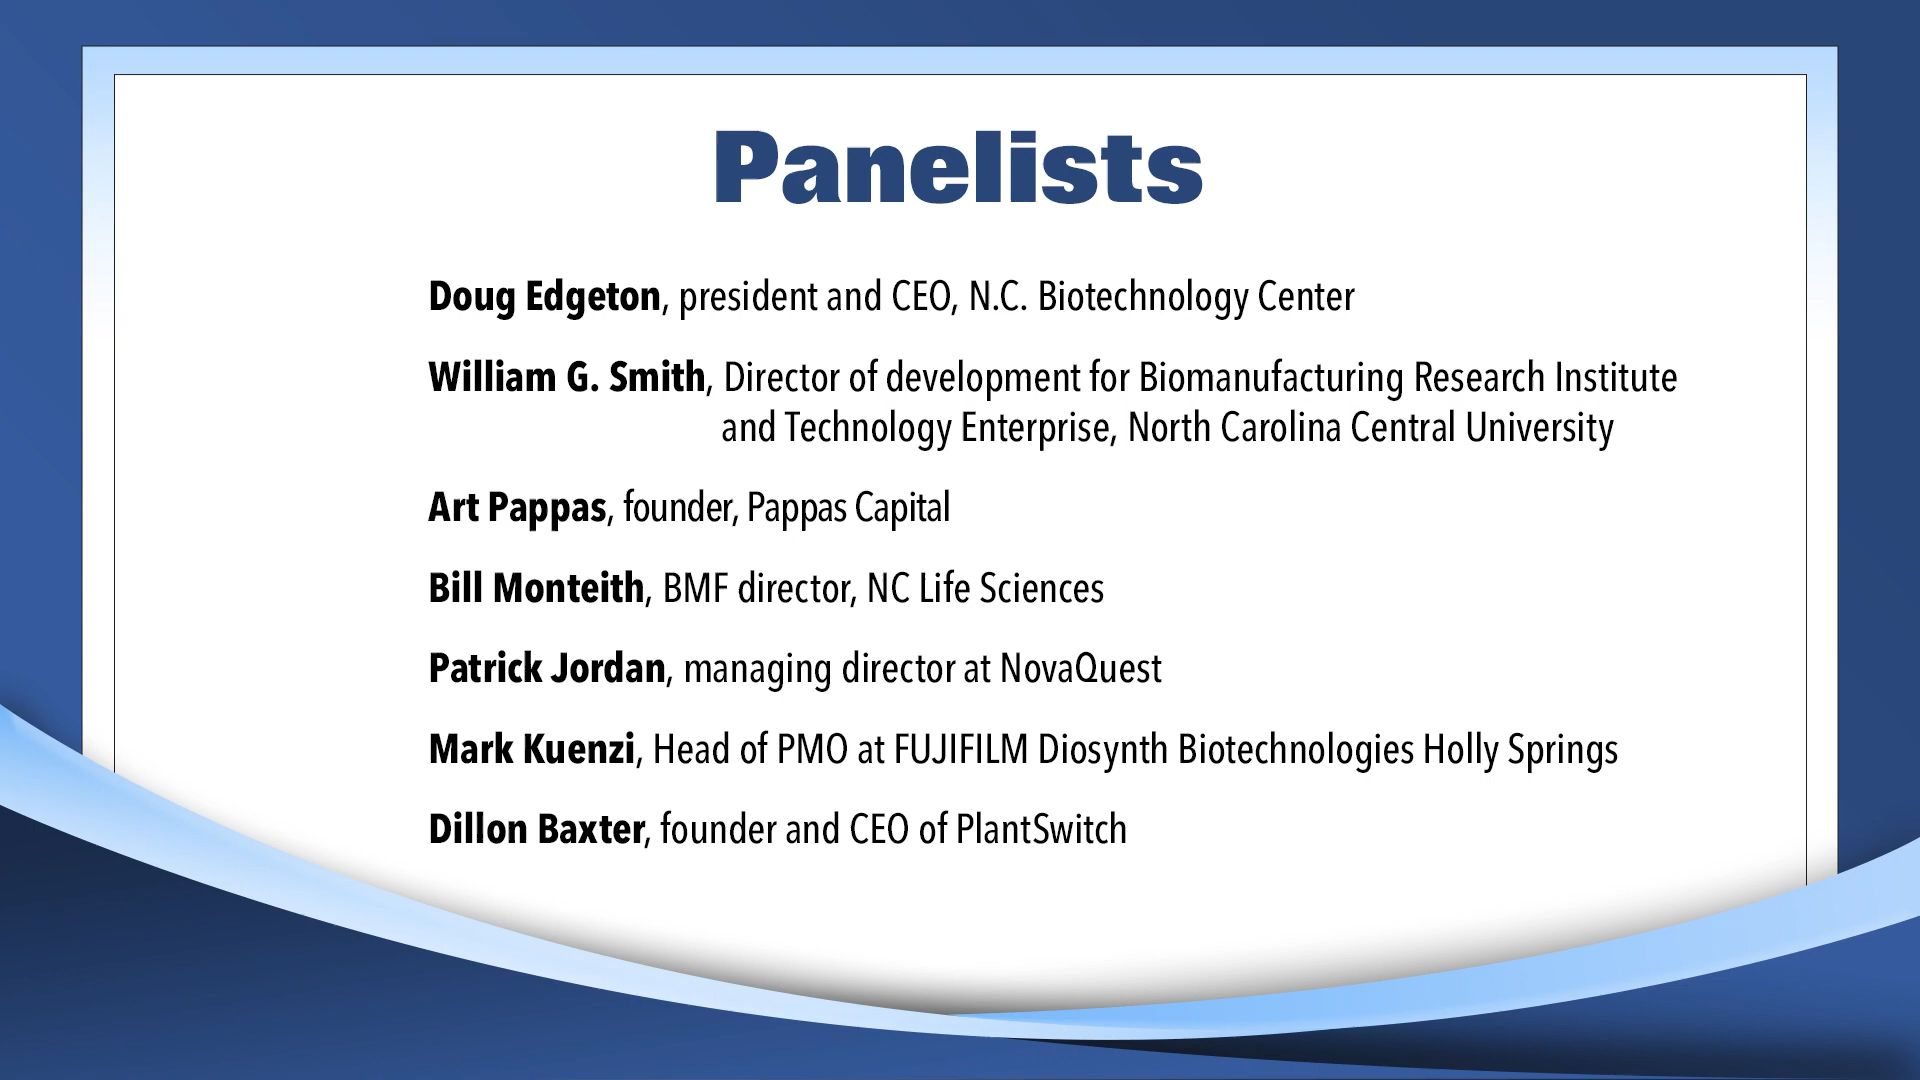 Panelists
Doug Edgeton, president and CEO, N.C. Biotechnology Center
William G. Smith, Director of development for Biomanufacturing Research Institute
and Technology Enterprise, North Carolina Central University
Art Pappas, founder, Pappas Capital
Bill Monteith, BMF director, NC Life Sciences
Patrick Jordan, managing director at NovaQuest
Mark Kuenzi, Head of PMO at FUJIFILM Diosynth Biotechnologies Holly Springs
Dillon Baxter, founder and CEO of PlantSwitch